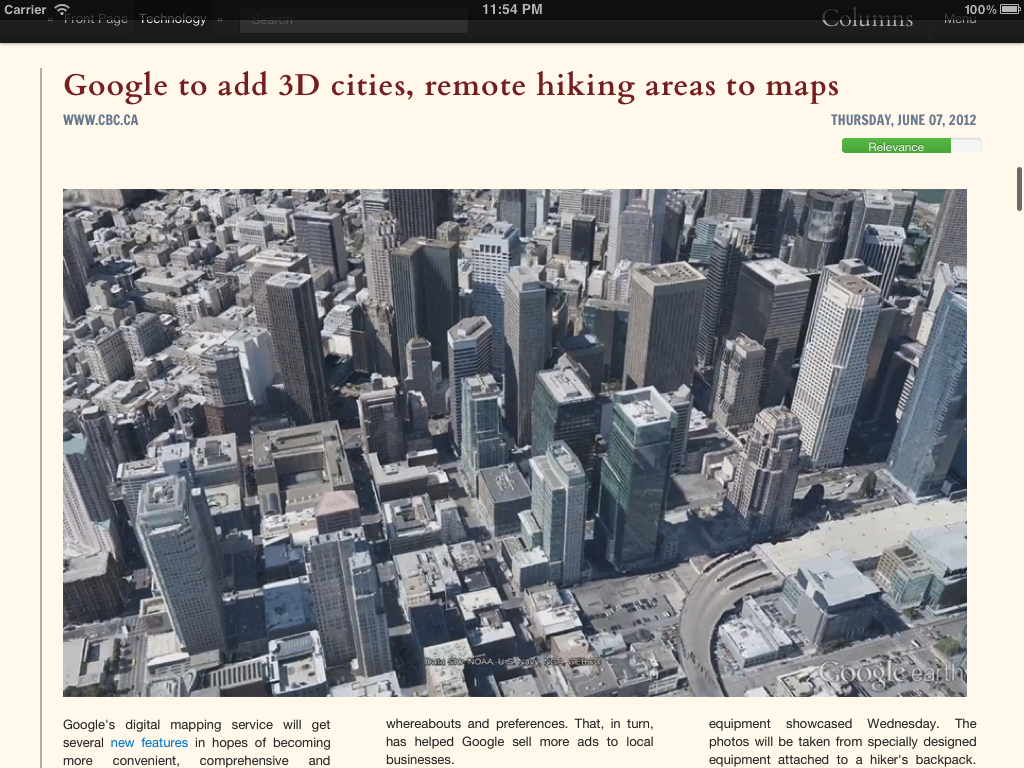 Carrier 11:54 PM 100%
Front Page Technology Search Columns Menu
Google to add 3D cities, remote hiking areas to maps
WWW.CBC.CA THURSDAY, JUNE 07, 2012
Relevance
Data SIO, NOAA, U.S. Navy, NGA, GEBCO
Google earth
Google's digital mapping service will get
several new features in hopes of becoming
more convenient, comprehensive and
whereabouts and preferences. That, in turn,
has helped Google sell more ads to local
businesses.
equipment showcased Wednesday. The
photos will be taken from specially designed
equipment attached to a hiker's backpack.